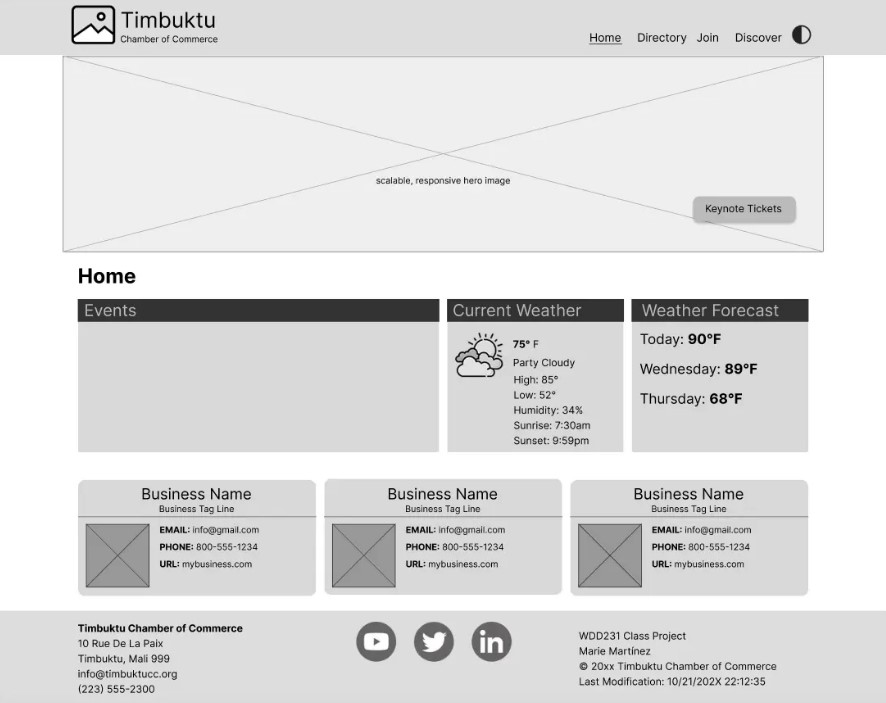 Timbuktu
Chamber of Commerce
Home Directory Join Discover
scalable, responsive hero image
Keynote Tickets
Home
Events
Current Weather
75° F
Party Cloudy
High: 85°
Low: 52°
Humidity: 34%
Sunrise: 7:30am
Sunset: 9:59pm
Weather Forecast
Today: 90°F
Wednesday: 89°F
Thursday: 68°F
Business Name
Business Tag Line
EMAIL: info@gmail.com
PHONE: 800-555-1234
URL: mybusiness.com
Business Name
Business Tag Line
EMAIL: info@gmail.com
PHONE: 800-555-1234
URL: mybusiness.com
Business Name
Business Tag Line
EMAIL: info@gmail.com
PHONE: 800-555-1234
URL: mybusiness.com
Timbuktu Chamber of Commerce
10 Rue De La Paix
Timbuktu, Mali 999
info@timbuktucc.org
(223) 555-2300
in
WDD231 Class Project
Marie Martínez
© 20xx Timbuktu Chamber of Commerce
Last Modification: 10/21/202X 22:12:35